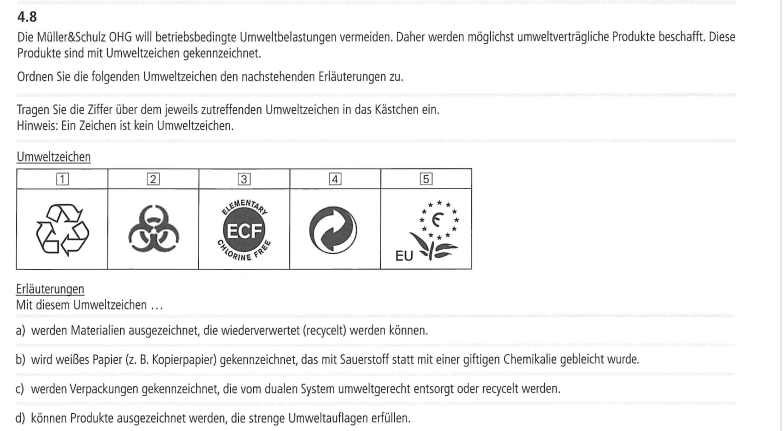 4.8
Die Müller&Schulz OHG will betriebsbedingte Umweltbelastungen vermeiden. Daher werden möglichst umweltverträgliche Produkte beschafft. Diese
Produkte sind mit Umweltzeichen gekennzeichnet.
Ordnen Sie die folgenden Umweltzeichen den nachstehenden Erläuterungen zu.
Tragen Sie die Ziffer über dem jeweils zutreffenden Umweltzeichen in das Kästchen ein.
Hinweis: Ein Zeichen ist kein Umweltzeichen.
Umweltzeichen
1 2 3 4 5
ELEMENTARY
ECF
CHLORINE FREE
€
EU
Erläuterungen
Mit diesem Umweltzeichen ...
a) werden Materialien ausgezeichnet, die wiederverwertet (recycelt) werden können.
b) wird weißes Papier (z. B. Kopierpapier) gekennzeichnet, das mit Sauerstoff statt mit einer giftigen Chemikalie gebleicht wurde.
c) werden Verpackungen gekennzeichnet, die vom dualen System umweltgerecht entsorgt oder recycelt werden.
d) können Produkte ausgezeichnet werden, die strenge Umweltauflagen erfüllen.